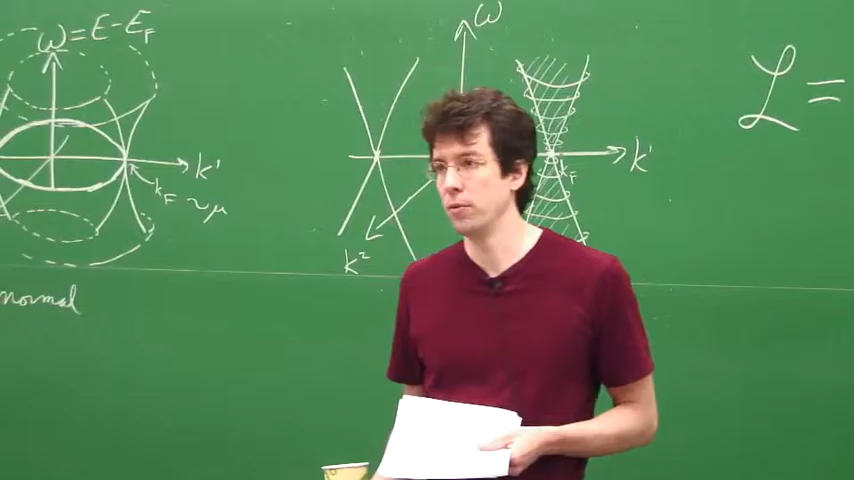 ω = E - E_F
k'
k_F ~ μ
normal
ω
k'
k_F
k²
ℒ =